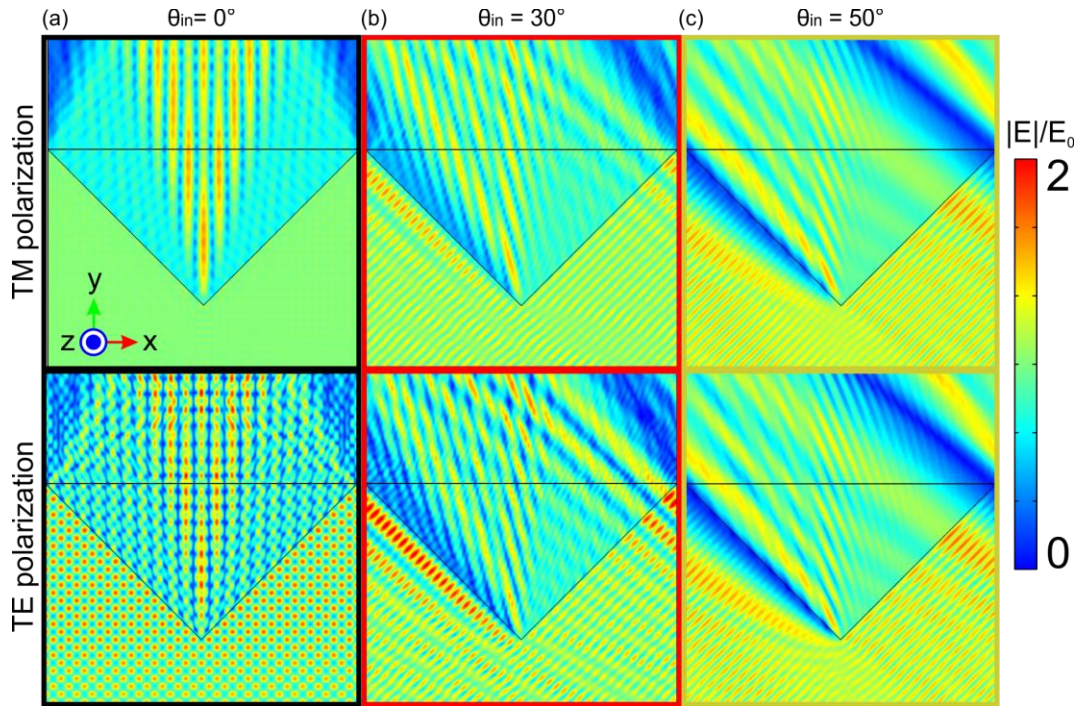 (a) θin= 0° (b) θin = 30° (c) θin = 50°
TM polarization
|E|/E0
2
y
z x
TE polarization
0